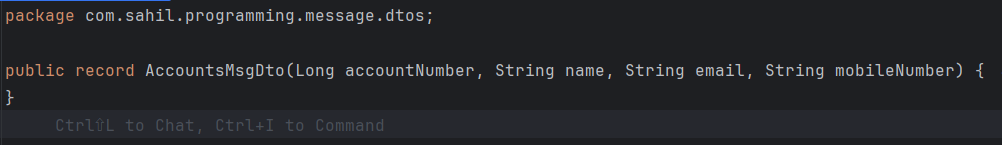 package com.sahil.programming.message.dtos;
public record AccountsMsgDto(Long accountNumber, String name, String email, String mobileNumber) {
}
Ctrl⇧L to Chat, Ctrl+I to Command